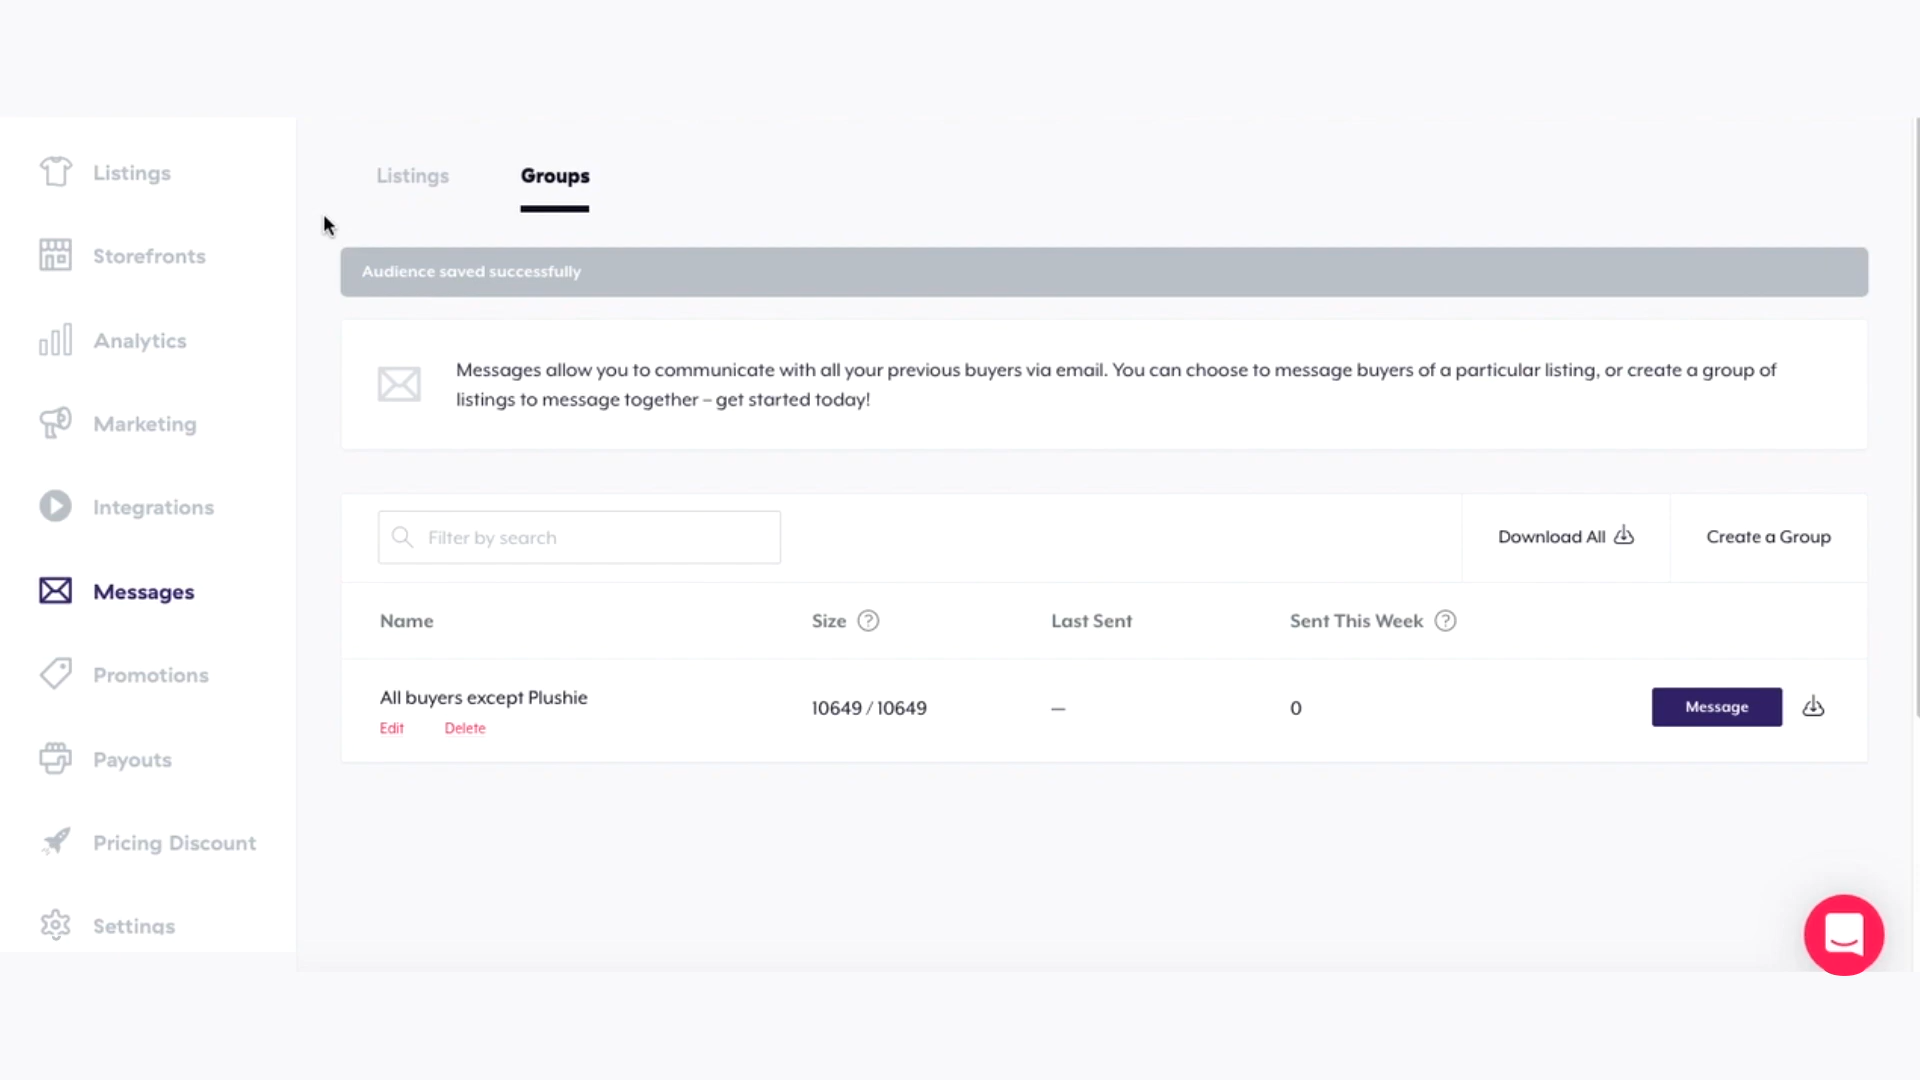 Listings
Storefronts
Analytics
Marketing
Integrations
Messages
Promotions
Payouts
Pricing Discount
Settings
Listings
Groups
Audience saved successfully
Messages allow you to communicate with all your previous buyers via email. You can choose to message buyers of a particular listing, or create a group of
listings to message together – get started today!
Filter by search
Download All
Create a Group
Name
Size ?
Last Sent
Sent This Week ?
All buyers except Plushie
Edit
Delete
10649 / 10649
—
0
Message